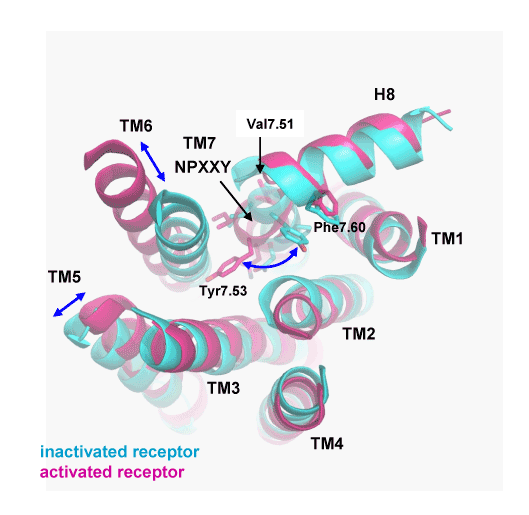 H8
TM6
Val7.51
TM7
NPXXY
Phe7.60
TM1
TM5
Tyr7.53
TM2
TM3
TM4
inactivated receptor
activated receptor